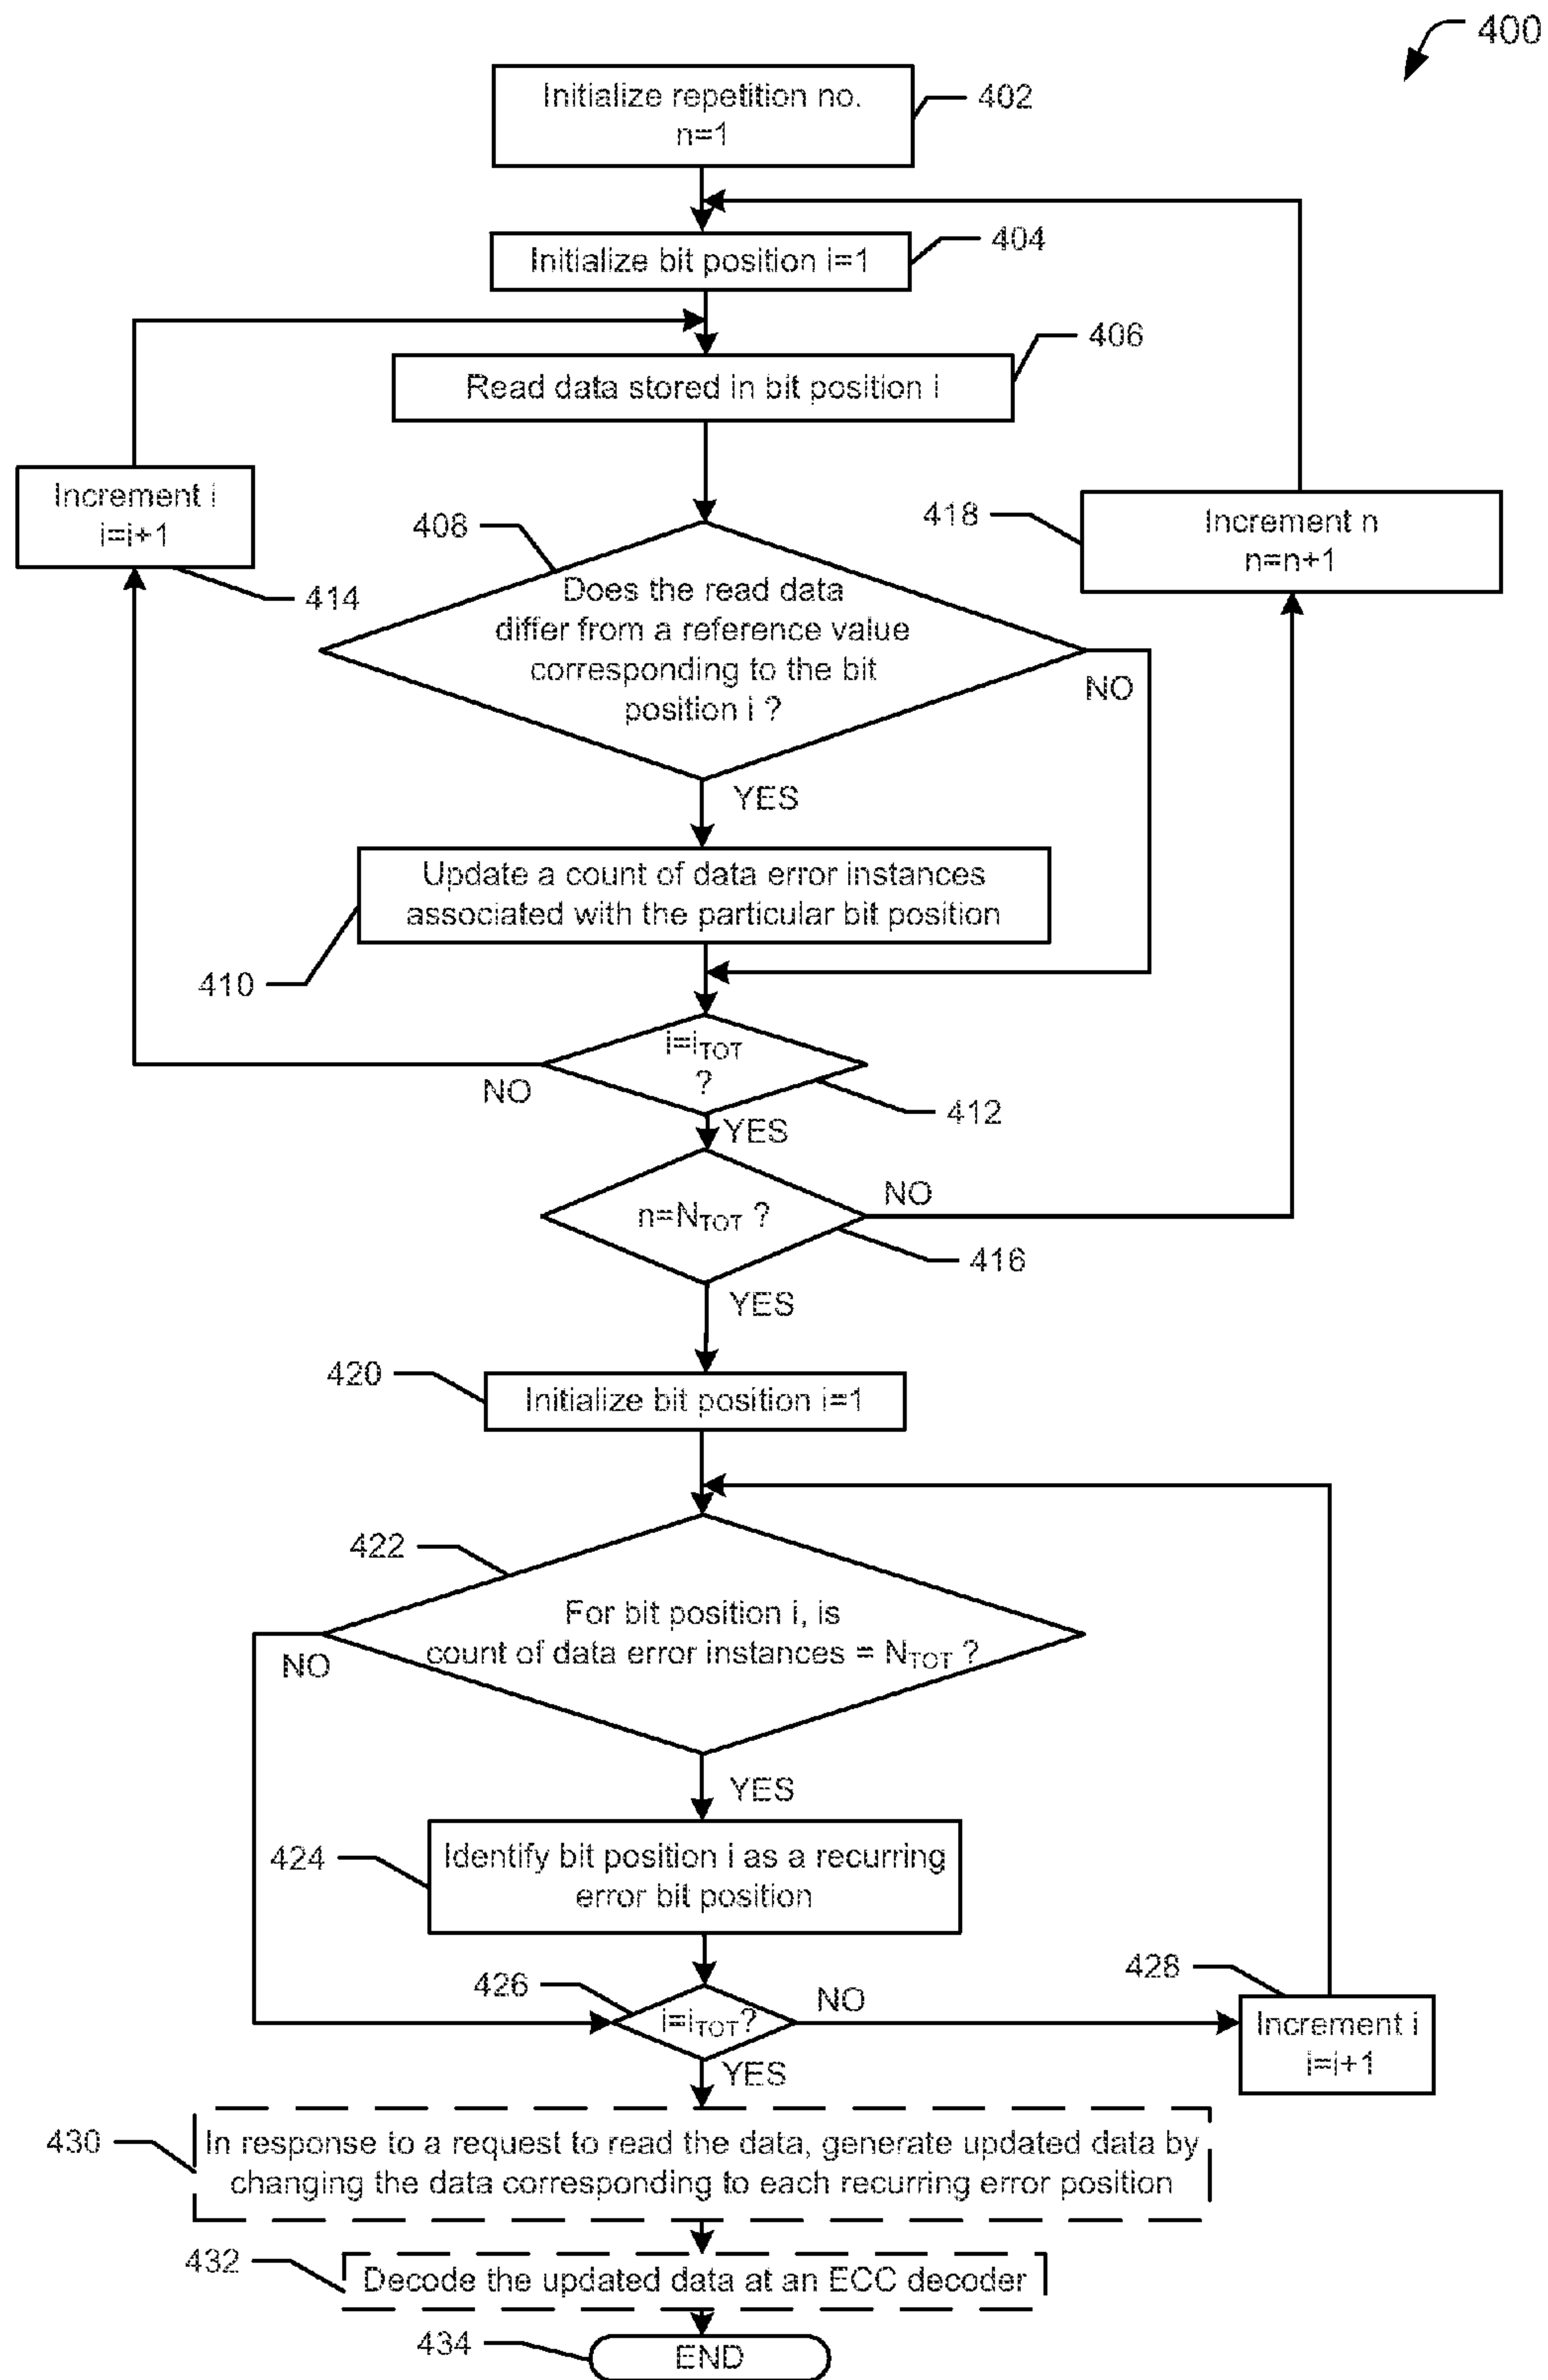 400
Initialize repetition no.
n=1
402
Initialize bit position i=1
404
406
Read data stored in bit position i
Increment i
i=i+1
414
418
Increment n
n=n+1
408
Does the read data
differ from a reference value
corresponding to the bit
position i ?
NO
YES
Update a count of data error instances
associated with the particular bit position
410
i=iTOT
?
NO
412
YES
n=NTOT ?
NO
416
YES
420
Initialize bit position i=1
422
For bit position i, is
count of data error instances = NTOT ?
NO
YES
424
Identify bit position i as a recurring
error bit position
426
i=iTOT?
NO
428
Increment i
i=i+1
YES
430
In response to a request to read the data, generate updated data by
changing the data corresponding to each recurring error position
432
Decode the updated data at an ECC decoder
434
END